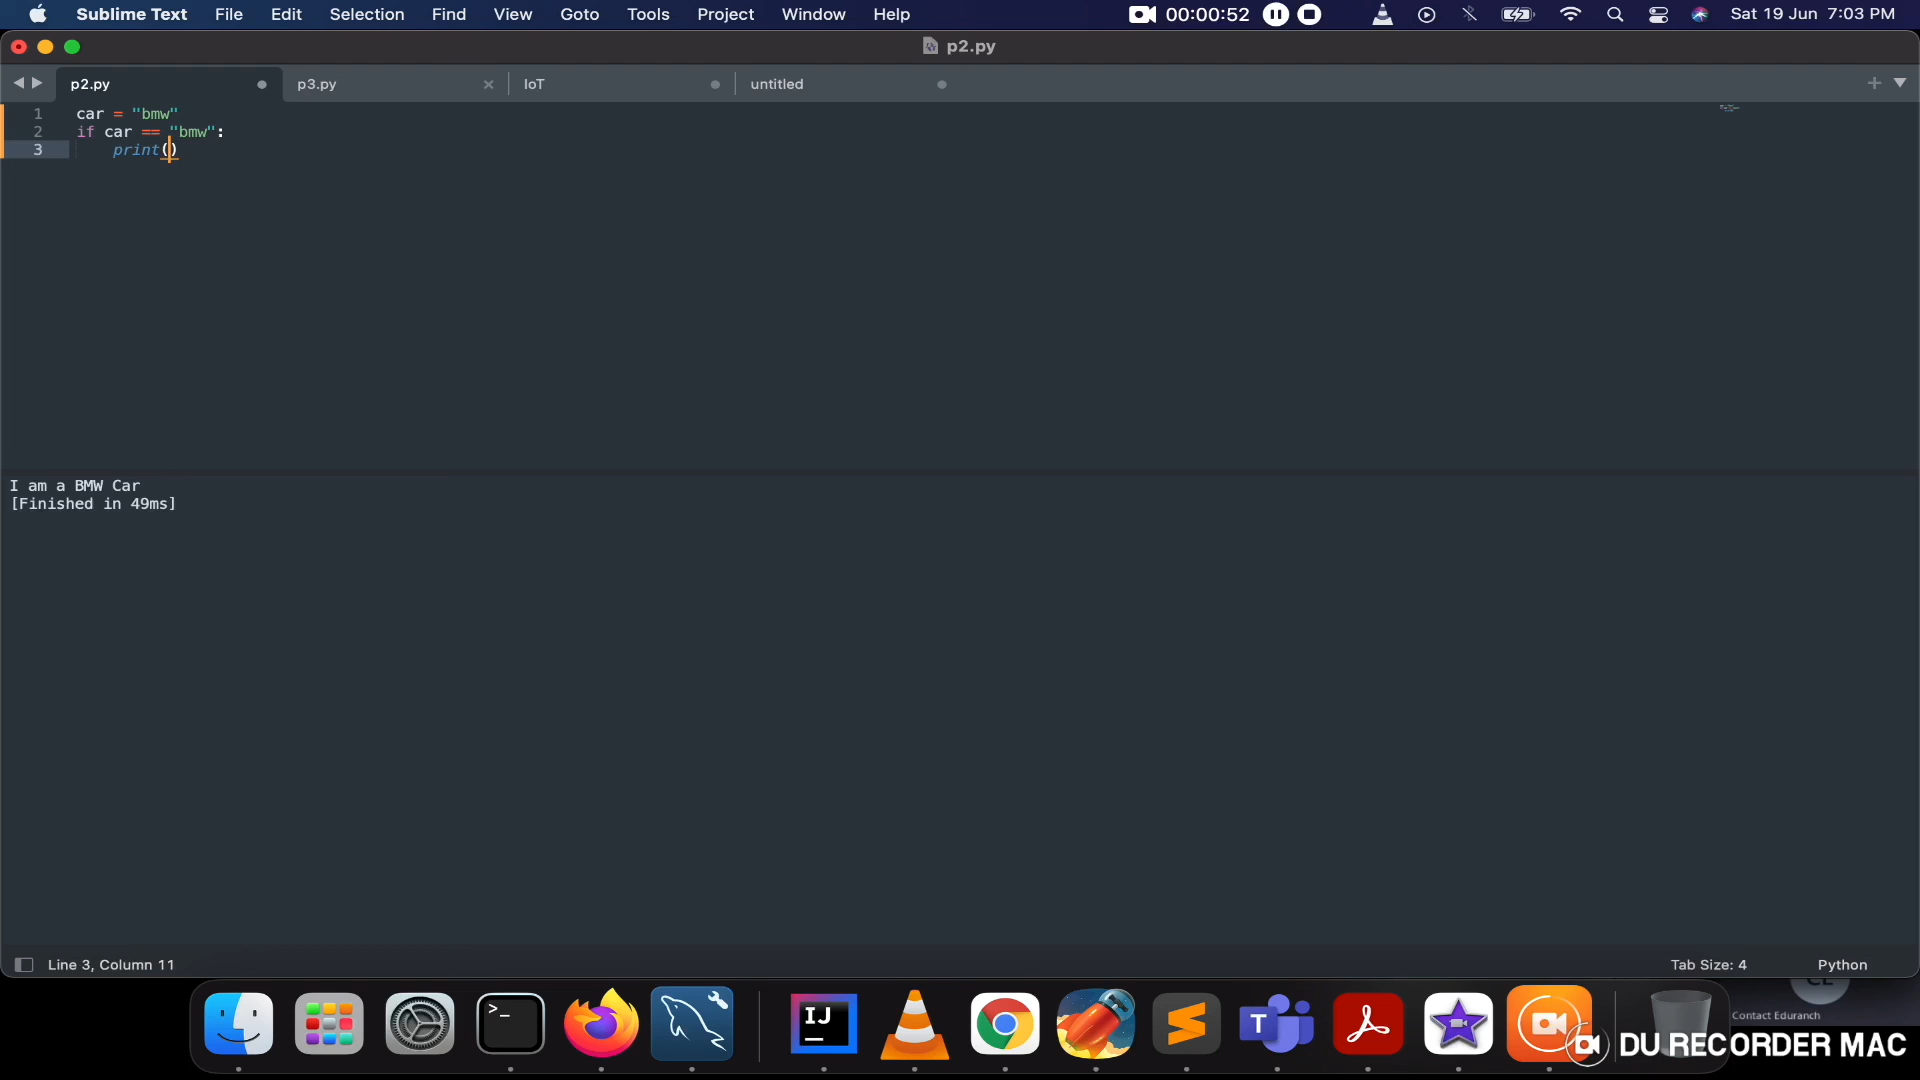 Sublime Text File Edit Selection Find View Goto Tools Project Window Help 00:00:52 Sat 19 Jun 7:03 PM
p2.py
p2.py p3.py IoT untitled
1 car = "bmw"
2 if car == "bmw":
3 print()
I am a BMW Car
[Finished in 49ms]
Line 3, Column 11 Tab Size: 4 Python
>_
IJ
T
Contact Eduranch
DU RECORDER MAC